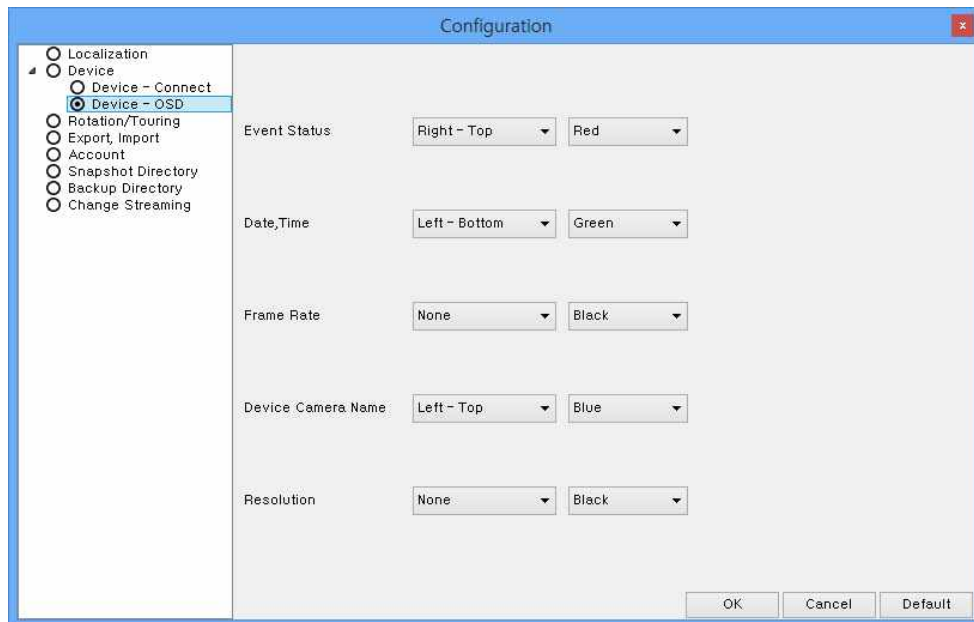 Configuration
x
Localization
Device
Device - Connect
Device - OSD
Rotation/Touring
Export, Import
Account
Snapshot Directory
Backup Directory
Change Streaming
Event Status Right - Top Red
Date,Time Left - Bottom Green
Frame Rate None Black
Device Camera Name Left - Top Blue
Resolution None Black
OK Cancel Default